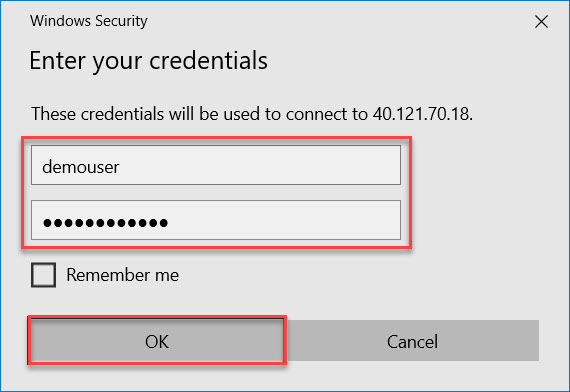 Windows Security
Enter your credentials
These credentials will be used to connect to 40.121.70.18.
demouser
●●●●●●●●●●●●
Remember me
OK
Cancel